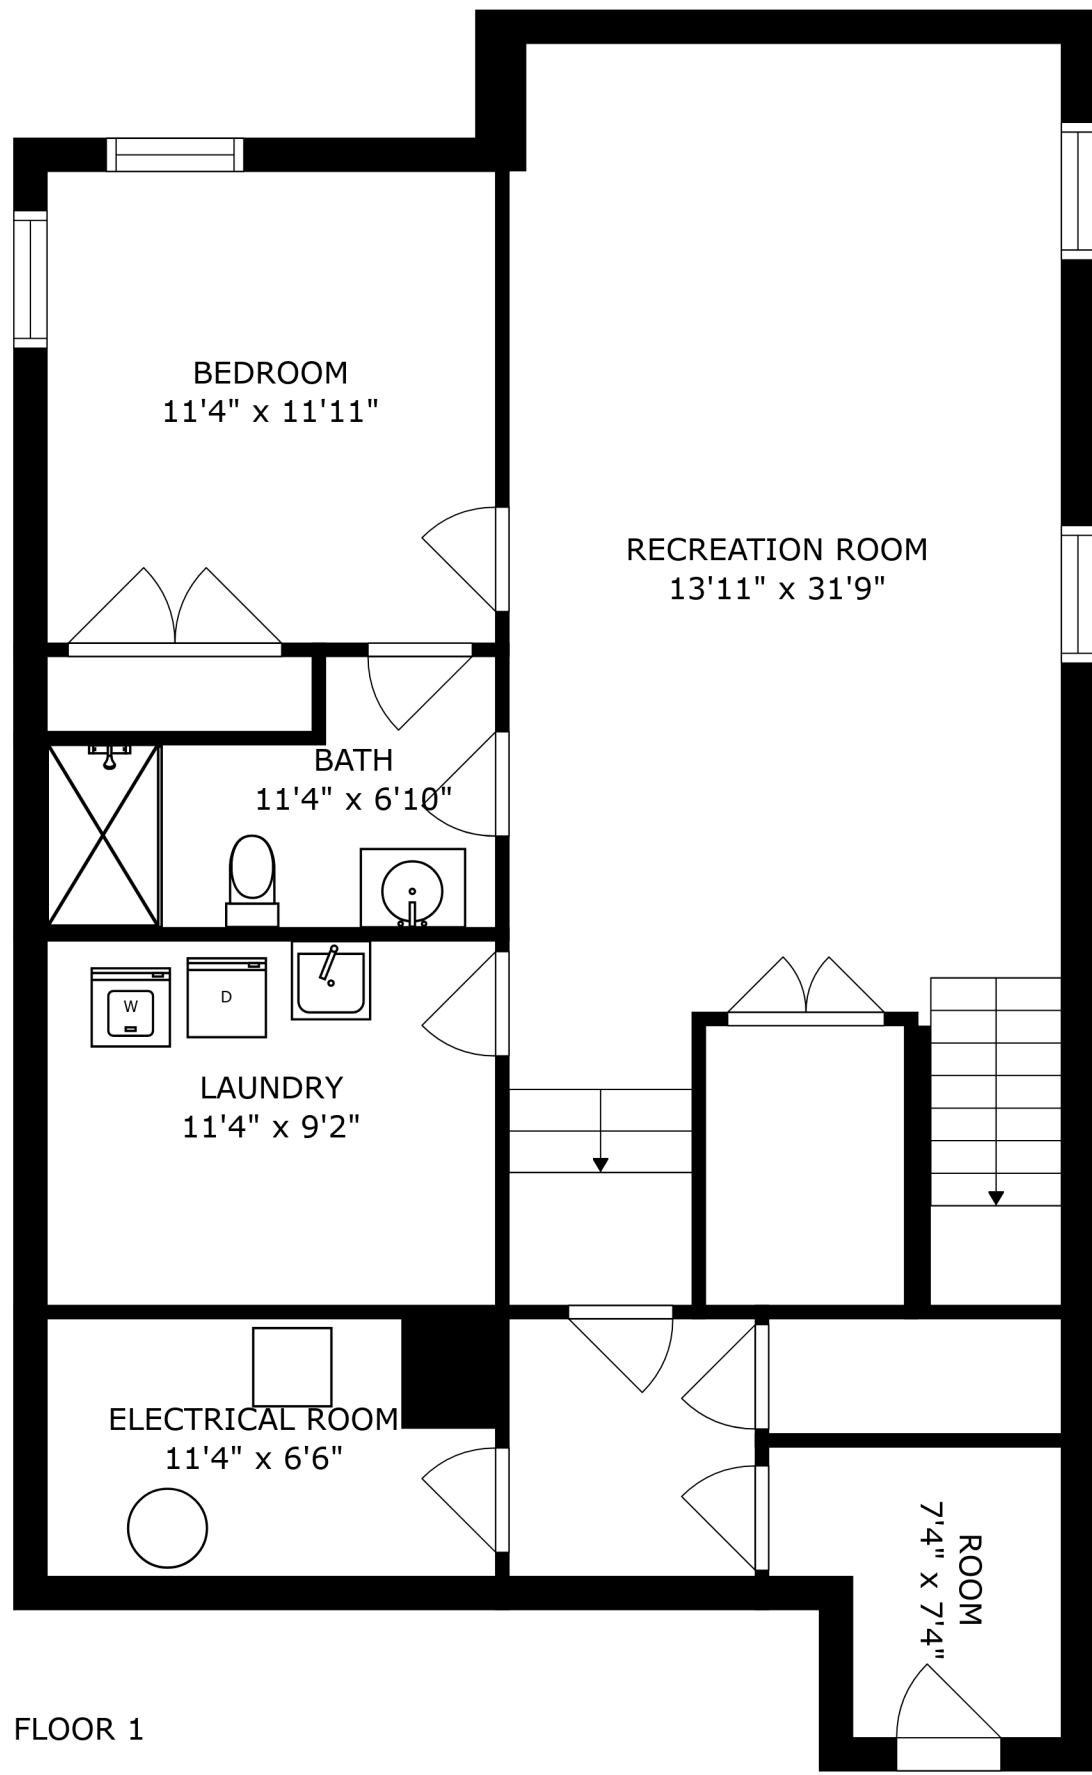 BEDROOM
11'4" x 11'11"
RECREATION ROOM
13'11" x 31'9"
BATH
11'4" x 6'10"
W
D
LAUNDRY
11'4" x 9'2"
ELECTRICAL ROOM
11'4" x 6'6"
ROOM
7'4" x 7'4"
FLOOR 1